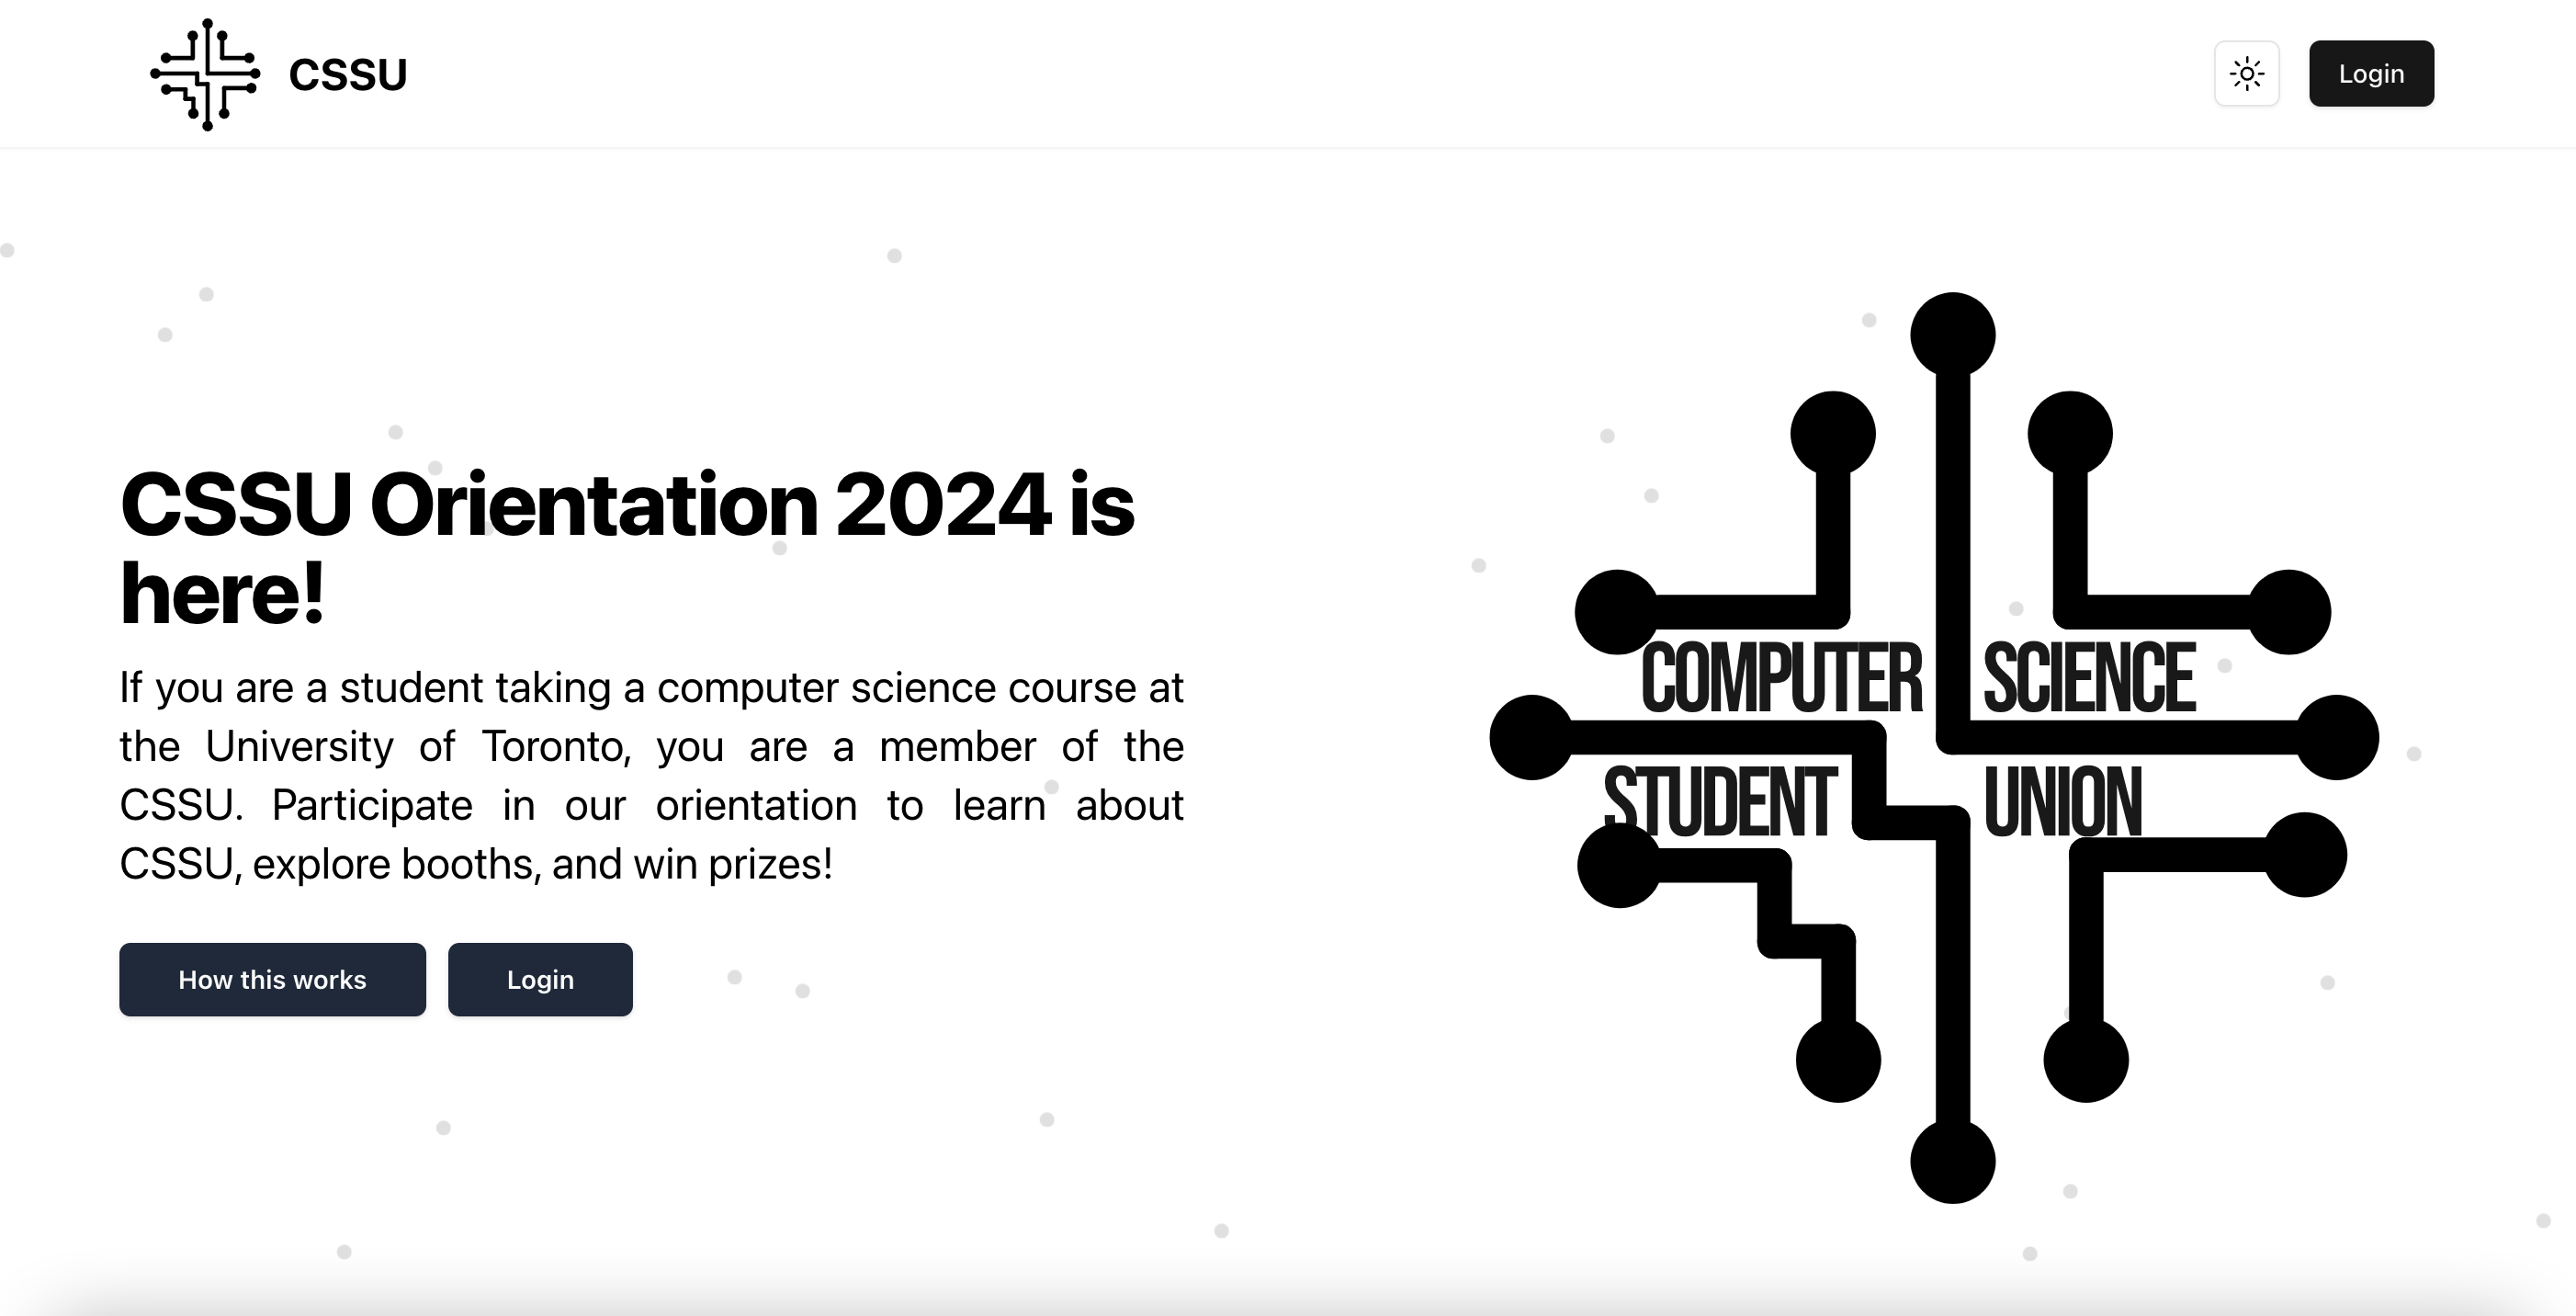 CSSU
Login
CSSU Orientation 2024 is
here!
If you are a student taking a computer science course at
the University of Toronto, you are a member of the
CSSU. Participate in our orientation to learn about
CSSU, explore booths, and win prizes!
How this works
Login
COMPUTER SCIENCE
STUDENT UNION